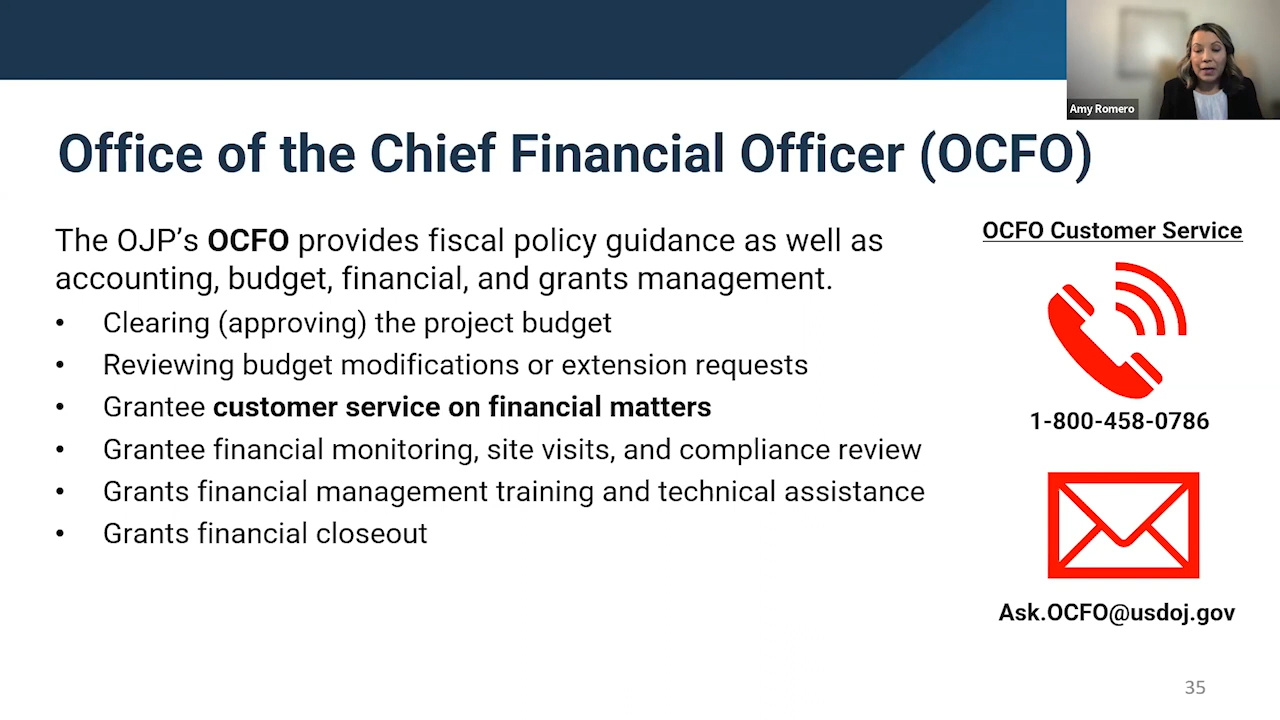 Amy Romero
Office of the Chief Financial Officer (OCFO)
The OJP’s OCFO provides fiscal policy guidance as well as
accounting, budget, financial, and grants management.
• Clearing (approving) the project budget
• Reviewing budget modifications or extension requests
• Grantee customer service on financial matters
• Grantee financial monitoring, site visits, and compliance review
• Grants financial management training and technical assistance
• Grants financial closeout
OCFO Customer Service
1-800-458-0786
Ask.OCFO@usdoj.gov
35